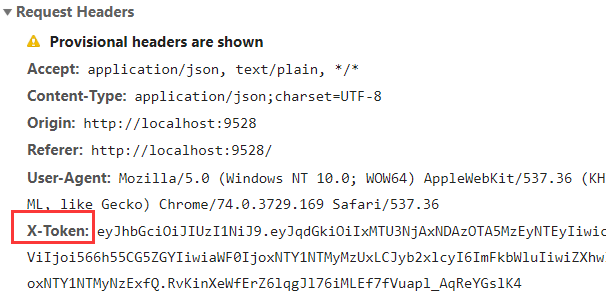 Request Headers
Provisional headers are shown
Accept: application/json, text/plain, */*
Content-Type: application/json;charset=UTF-8
Origin: http://localhost:9528
Referer: http://localhost:9528/
User-Agent: Mozilla/5.0 (Windows NT 10.0; WOW64) AppleWebKit/537.36 (KH
ML, like Gecko) Chrome/74.0.3729.169 Safari/537.36
X-Token: eyJhbGciOiJIUzI1NiJ9.eyJqdGkiOiIxMTU3NjAxNDAzOTA5MzEyNTEyIiwic
ViIjoi566h55CG5ZGYIiwiaWF0IjoxNTY1NTMyMzUxLCJyb2xlcyI6ImFkbWluIiwiZXhw
oxNTY1NTMyNzExfQ.RvKinXeWfErZ6lqgJl76iMLEf7fVuapl_AqReYGslK4